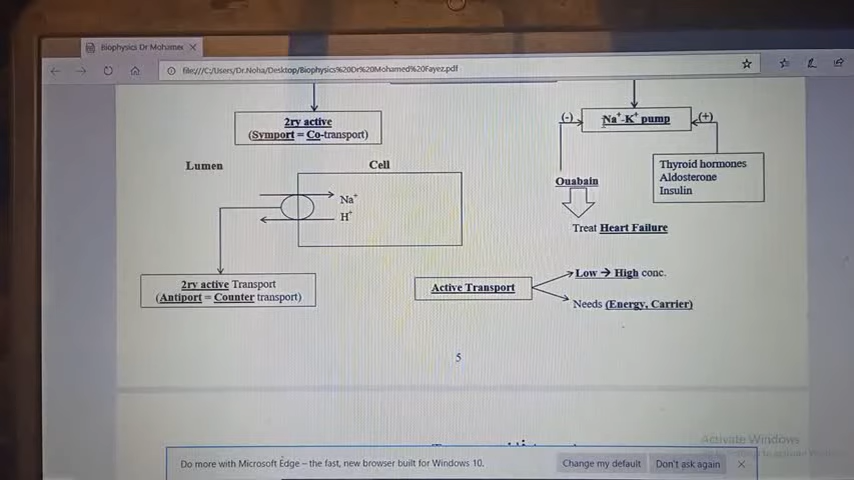 Biophysics Dr Mohamed
file:///C:/Users/Dr.Noha/Desktop/Biophysics%20Dr%20Mohamed%20Fayez.pdf
2ry active
(Symport = Co-transport)
(-)
Na+-K+ pump
(+)
Lumen
Cell
Na+
H+
Ouabain
Thyroid hormones
Aldosterone
Insulin
Treat Heart Failure
2ry active Transport
(Antiport = Counter transport)
Active Transport
Low → High conc.
Needs (Energy, Carrier)
5
Activate Windows
Do more with Microsoft Edge – the fast, new browser built for Windows 10.
Change my default
Don't ask again